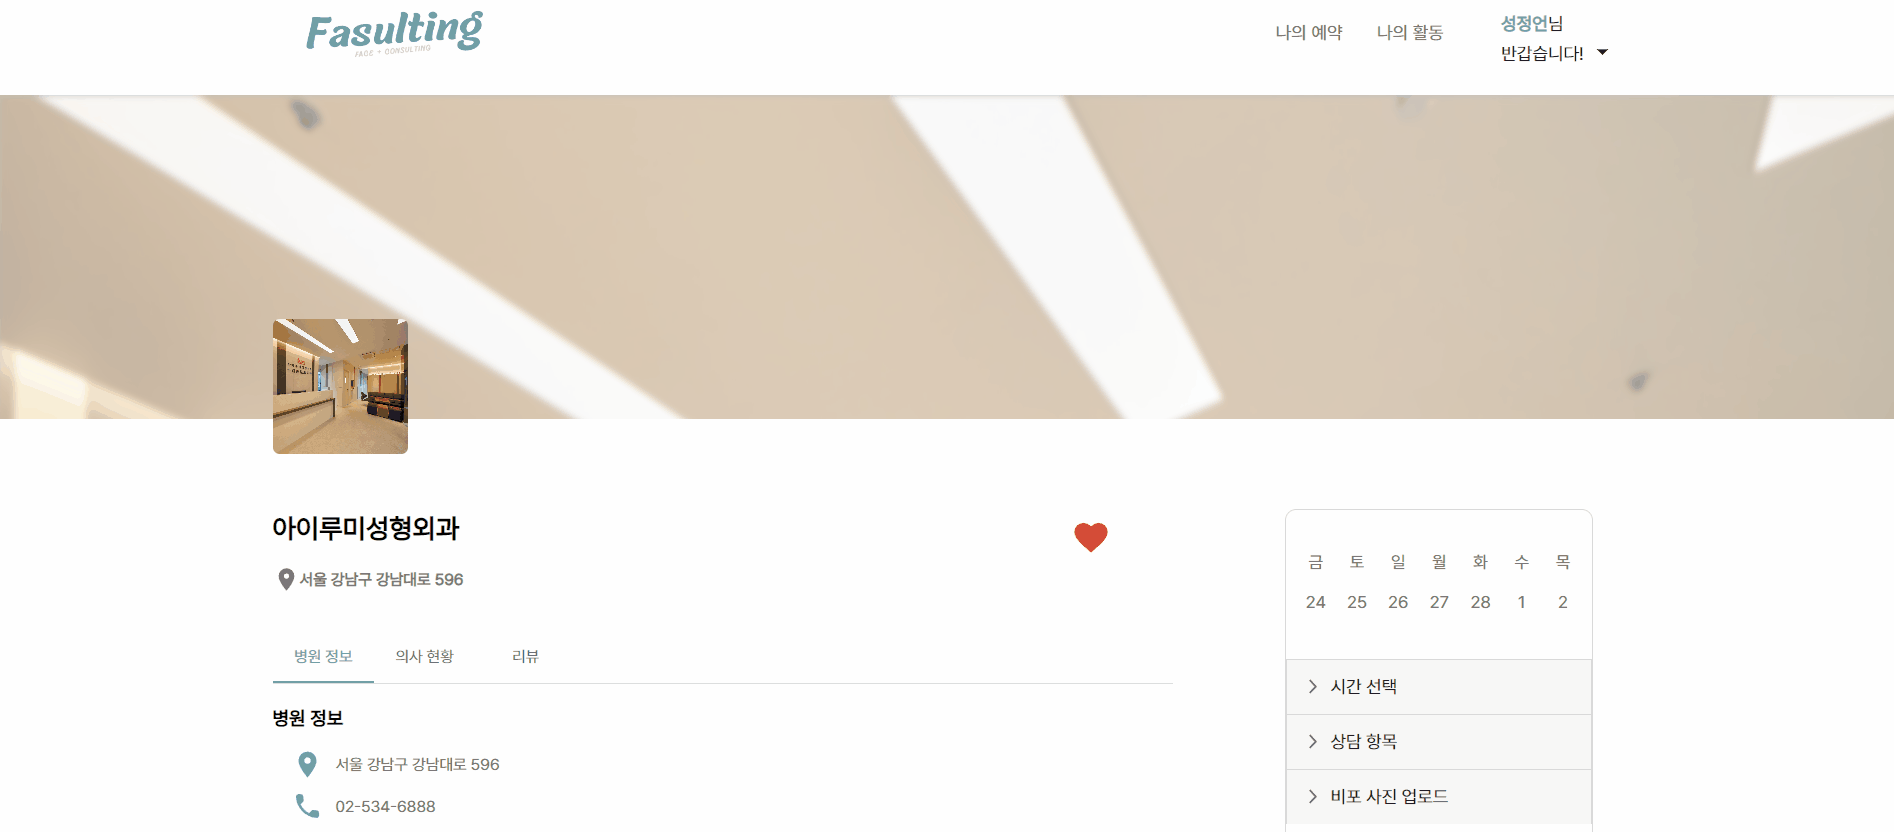 Fasulting
FACE + CONSULTING
나의 예약
나의 활동
성정언님
반갑습니다!
아이루미성형외과
서울 강남구 강남대로 596
병원 정보
의사 현황
리뷰
병원 정보
서울 강남구 강남대로 596
02-534-6888
금 토 일 월 화 수 목
24 25 26 27 28 1 2
시간 선택
상담 항목
비포 사진 업로드